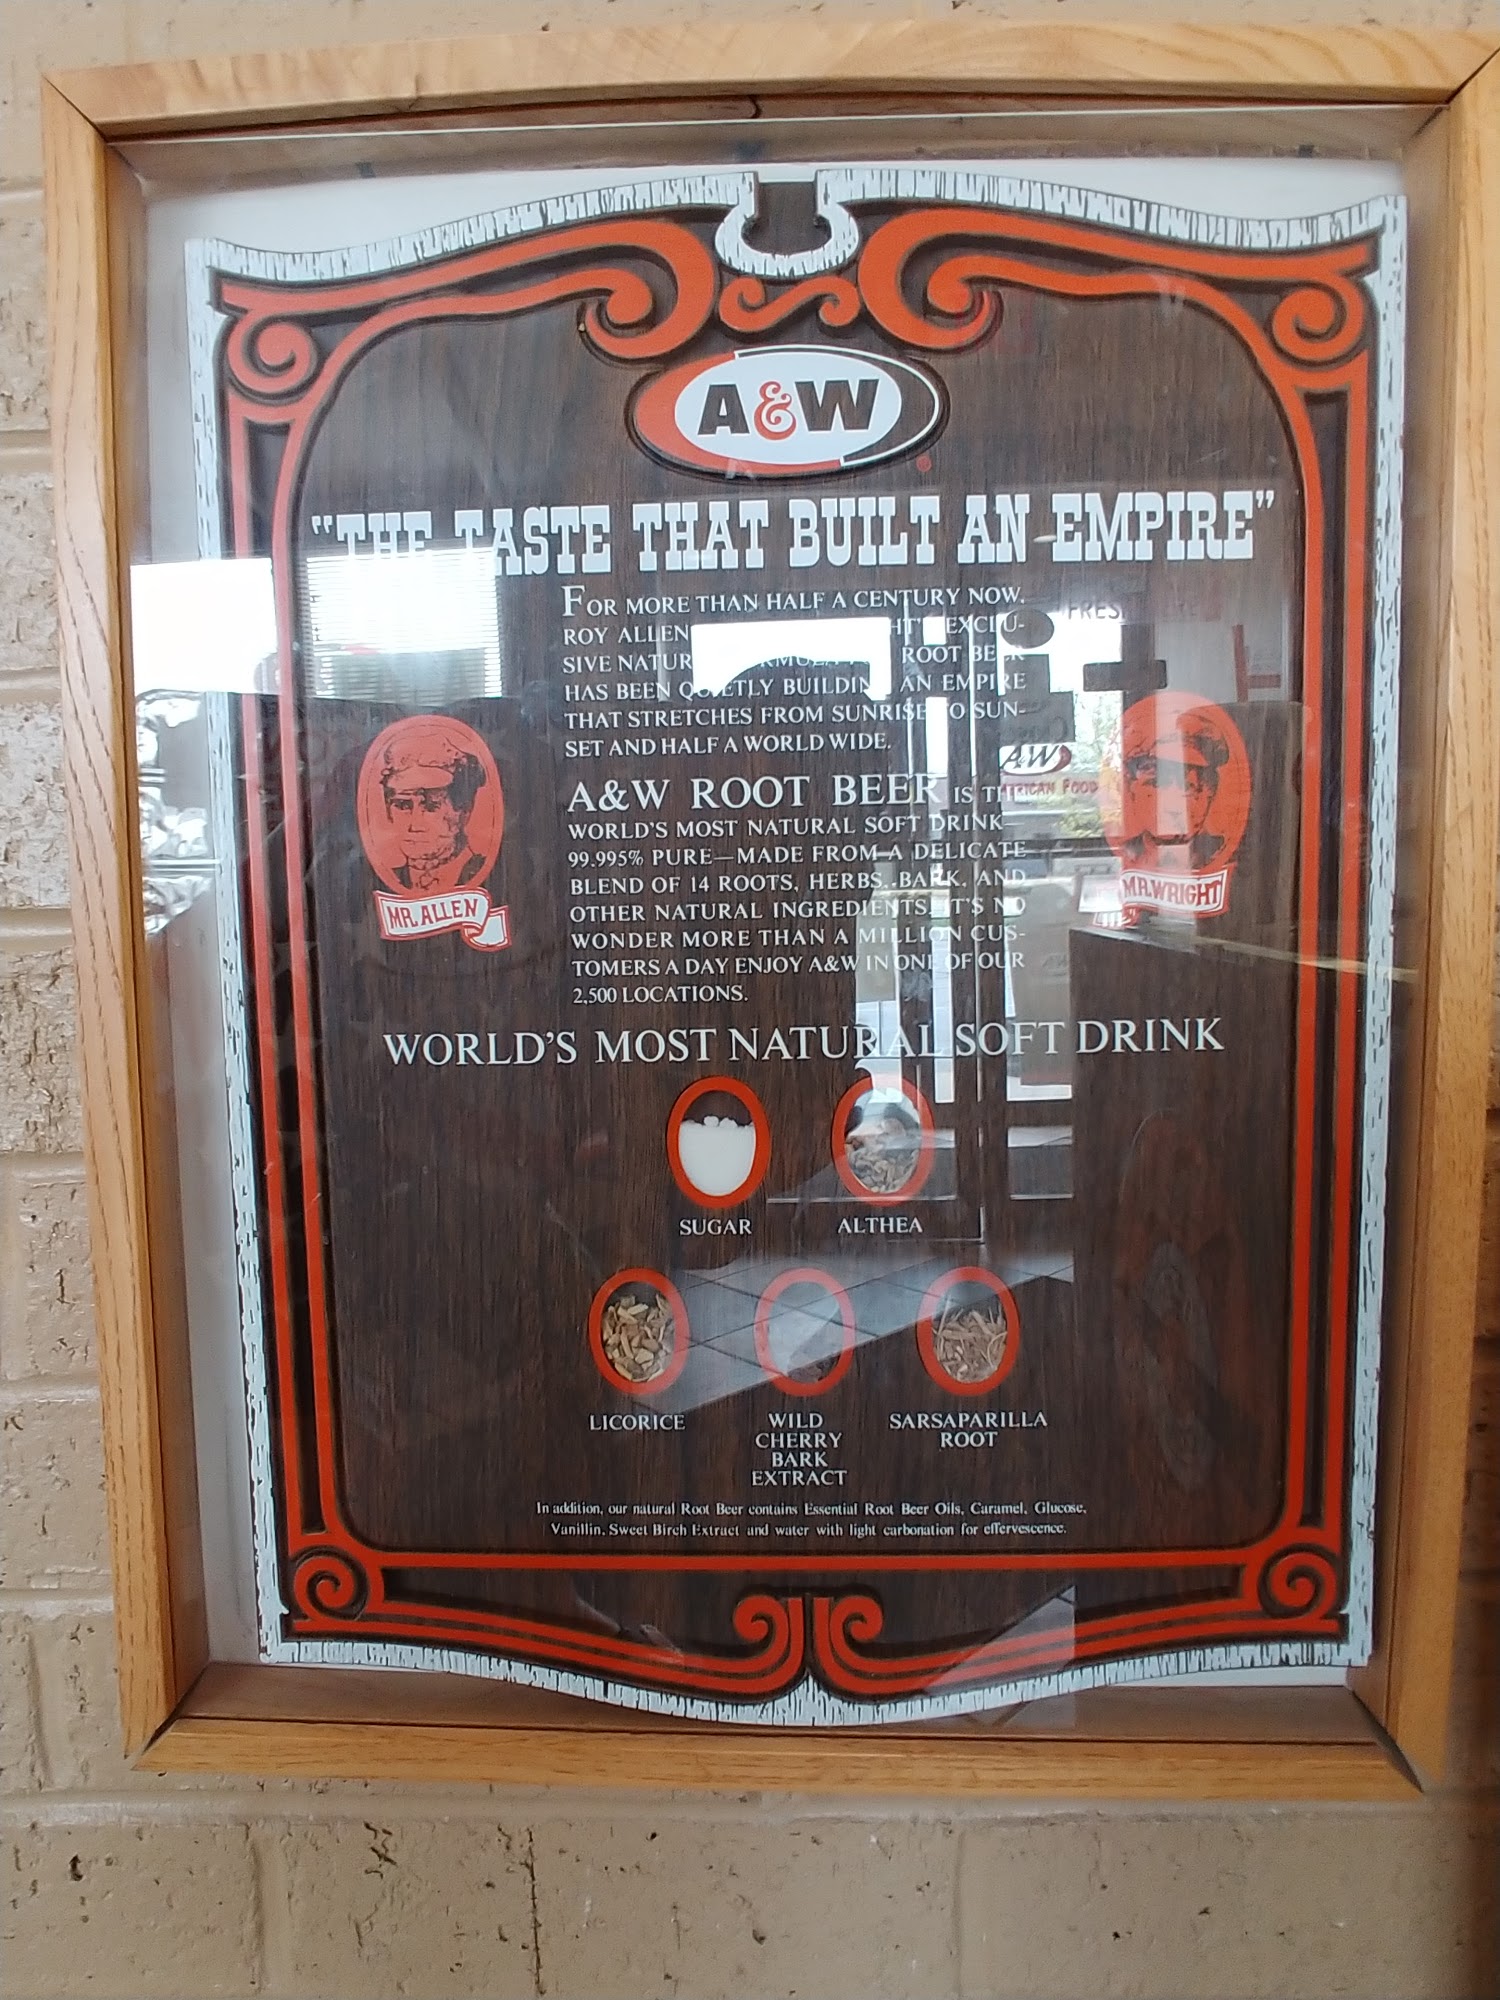 A&W
"THE TASTE THAT BUILT AN EMPIRE"
FOR MORE THAN HALF A CENTURY NOW,
ROY ALLEN EXCLU-
SIVE NATUR ROOT BEER
HAS BEEN QUIETLY BUILDING AN EMPIRE
THAT STRETCHES FROM SUNRISE TO SUN-
SET AND HALF A WORLD WIDE.
A&W ROOT BEER IS THE
WORLD'S MOST NATURAL SOFT DRINK—
99.995% PURE—MADE FROM A DELICATE
BLEND OF 14 ROOTS, HERBS, BARK, AND
OTHER NATURAL INGREDIENTS. IT'S NO
WONDER MORE THAN A MILLION CUS-
TOMERS A DAY ENJOY A&W IN ONE OF OUR
2,500 LOCATIONS.
MR. ALLEN
MR. WRIGHT
WORLD'S MOST NATURAL SOFT DRINK
SUGAR
ALTHEA
LICORICE
WILD
CHERRY
BARK
EXTRACT
SARSAPARILLA
ROOT
In addition, our natural Root Beer contains Essential Root Beer Oils, Caramel, Glucose,
Vanillin, Sweet Birch Extract and water with light carbonation for effervescence.